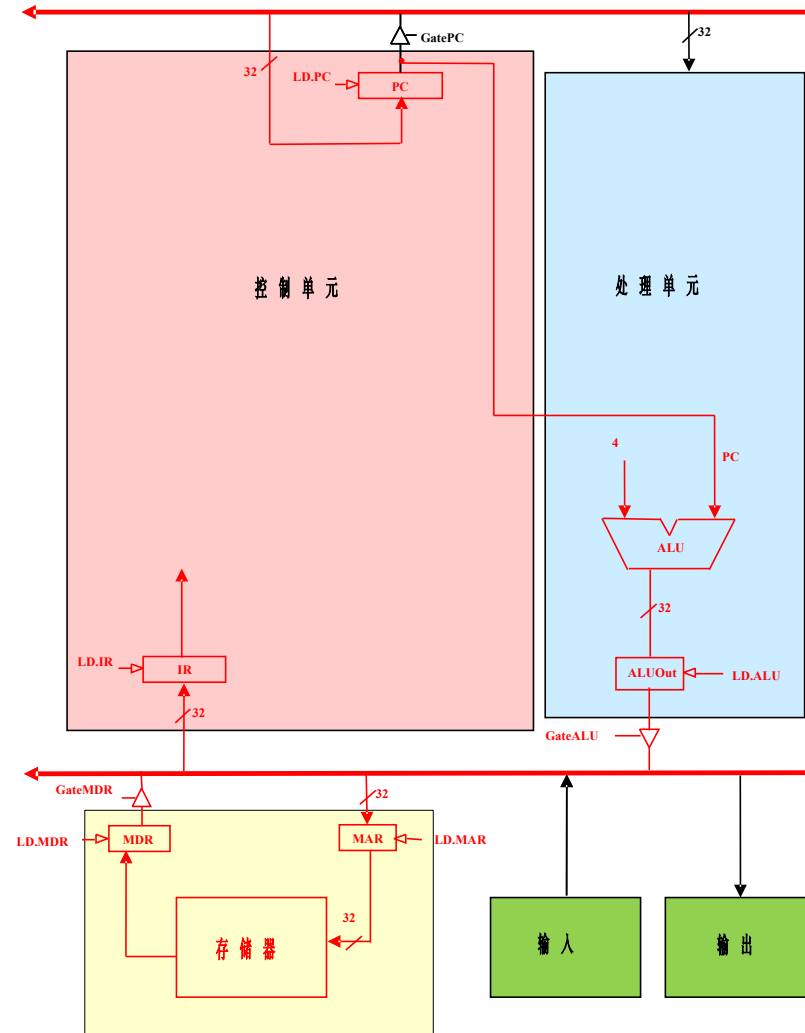 GatePC
32
32
LD.PC
PC
控制单元
处理单元
4
PC
ALU
32
LD.IR
IR
ALUOut
LD.ALU
32
GateALU
GateMDR
32
LD.MDR
MDR
MAR
LD.MAR
32
存储器
输入
输出